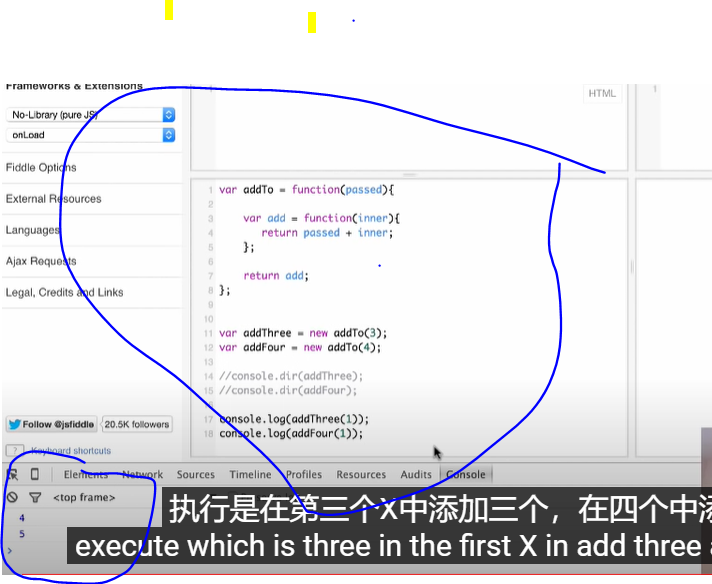 Frameworks & Extensions
HTML
1
No-Library (pure JS)
onLoad
Fiddle Options
External Resources
Languages
Ajax Requests
Legal, Credits and Links
1 var addTo = function(passed){
2
3 var add = function(inner){
4 return passed + inner;
5 };
6
7 return add;
8 };
9
10
11 var addThree = new addTo(3);
12 var addFour = new addTo(4);
13
14 //console.dir(addThree);
15 //console.dir(addFour);
17 console.log(addThree(1));
18 console.log(addFour(1));
Follow @jsfiddle 20.5K followers
Keyboard shortcuts
Elements Network Sources Timeline Profiles Resources Audits Console
<top frame>
4
5
>
执行是在第三个X中添加三个，在四个中添
execute which is three in the first X in add three a